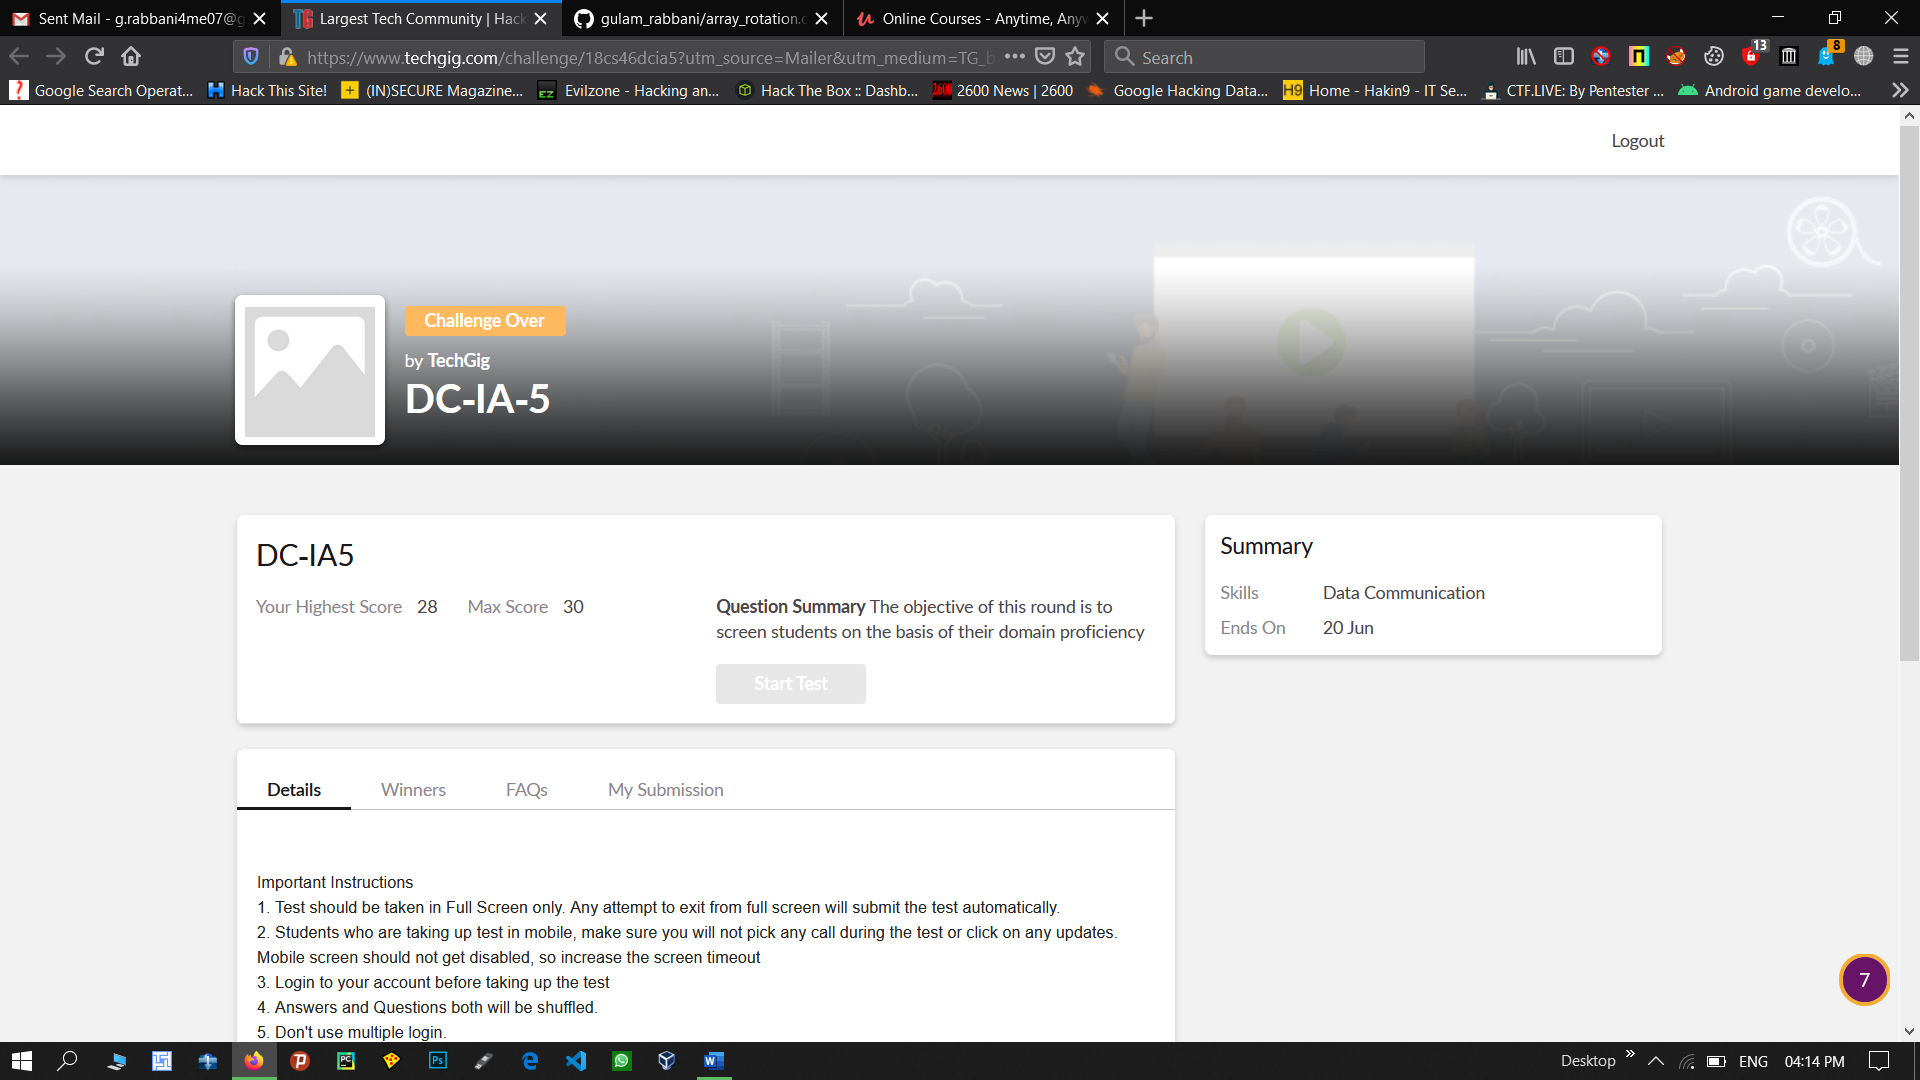 Sent Mail - g.rabbani4me07@g
Largest Tech Community | Hack
gulam_rabbani/array_rotation.c
Online Courses - Anytime, Anyw
https://www.techgig.com/challenge/18cs46dcia5?utm_source=Mailer&utm_medium=TG_b
Search
13
8
Google Search Operat...
Hack This Site!
(IN)SECURE Magazine...
EZ
Evilzone - Hacking an...
Hack The Box :: Dashb...
2600
2600 News | 2600
Google Hacking Data...
H9
Home - Hakin9 - IT Se...
CTF.LIVE: By Pentester ...
Android game develo...
Logout
Challenge Over
by TechGig
DC-IA-5
DC-IA5
Your Highest Score 28 Max Score 30
Question Summary The objective of this round is to
screen students on the basis of their domain proficiency
Start Test
Summary
Skills Data Communication
Ends On 20 Jun
Details Winners FAQs My Submission
Important Instructions
1. Test should be taken in Full Screen only. Any attempt to exit from full screen will submit the test automatically.
2. Students who are taking up test in mobile, make sure you will not pick any call during the test or click on any updates.
Mobile screen should not get disabled, so increase the screen timeout
3. Login to your account before taking up the test
4. Answers and Questions both will be shuffled.
5. Don't use multiple login.
7
Desktop
ENG
04:14 PM